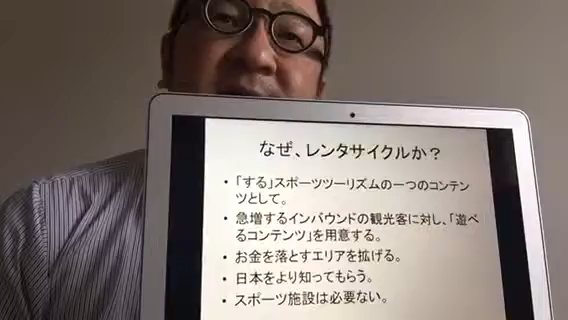 なぜ、レンタサイクルか？
• 「する」スポーツツーリズムの一つのコンテン
ツとして。
• 急増するインバウンドの観光客に対し、「遊べ
るコンテンツ」を用意する。
• お金を落とすエリアを拡げる。
• 日本をより知ってもらう。
• スポーツ施設は必要ない。